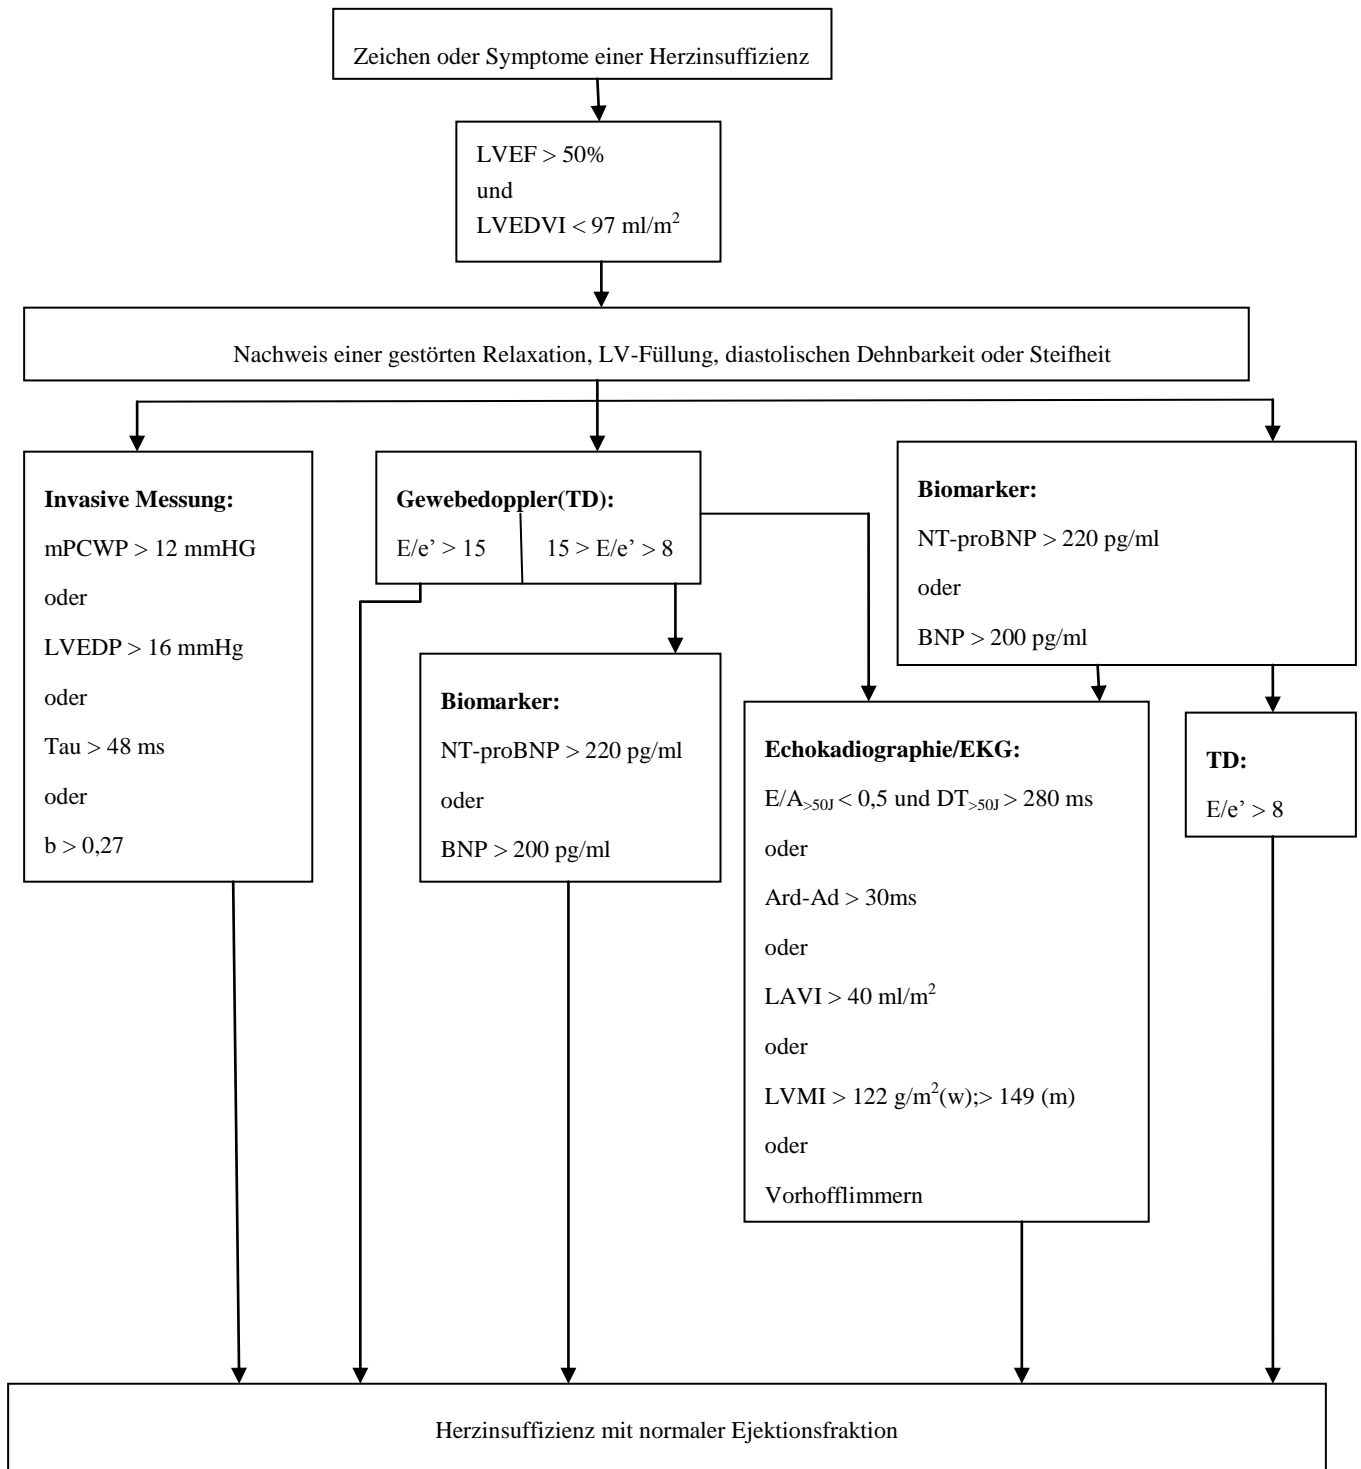 Zeichen oder Symptome einer Herzinsuffizienz
LVEF > 50%
und
LVEDVI < 97 ml/m²
Nachweis einer gestörten Relaxation, LV-Füllung, diastolischen Dehnbarkeit oder Steifheit
Invasive Messung:
mPCWP > 12 mmHG
oder
LVEDP > 16 mmHg
oder
Tau > 48 ms
oder
b > 0,27
Gewebedoppler(TD):
E/e’ > 15
15 > E/e’ > 8
Biomarker:
NT-proBNP > 220 pg/ml
oder
BNP > 200 pg/ml
Biomarker:
NT-proBNP > 220 pg/ml
oder
BNP > 200 pg/ml
Echokadiographie/EKG:
E/A>50J < 0,5 und DT>50J > 280 ms
oder
Ard-Ad > 30ms
oder
LAVI > 40 ml/m²
oder
LVMI > 122 g/m²(w);> 149 (m)
oder
Vorhofflimmern
TD:
E/e’ > 8
Herzinsuffizienz mit normaler Ejektionsfraktion